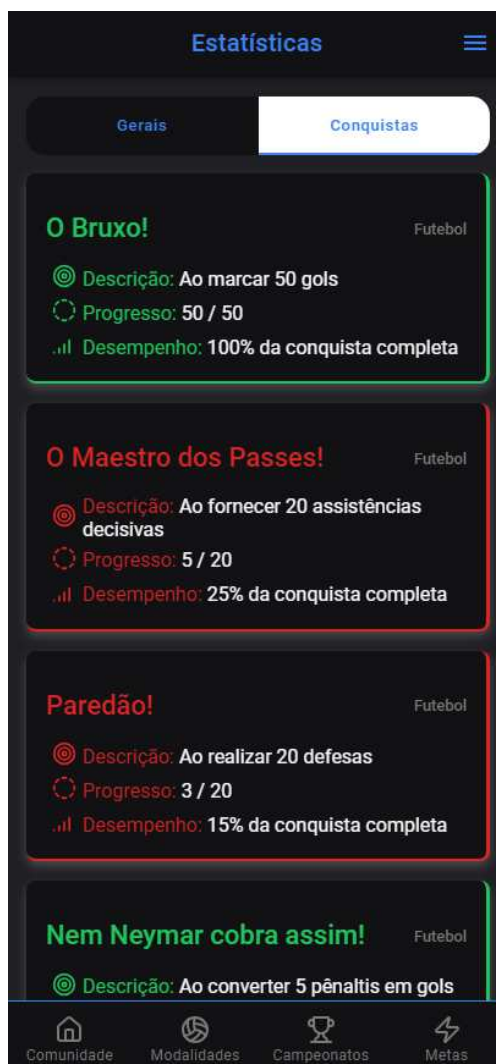 Estatísticas
Gerais
Conquistas
O Bruxo!
Futebol
Descrição: Ao marcar 50 gols
Progresso: 50 / 50
Desempenho: 100% da conquista completa
O Maestro dos Passes!
Futebol
Descrição: Ao fornecer 20 assistências
decisivas
Progresso: 5 / 20
Desempenho: 25% da conquista completa
Paredão!
Futebol
Descrição: Ao realizar 20 defesas
Progresso: 3 / 20
Desempenho: 15% da conquista completa
Nem Neymar cobra assim!
Futebol
Descrição: Ao converter 5 pênaltis em gols
Comunidade
Modalidades
Campeonatos
Metas